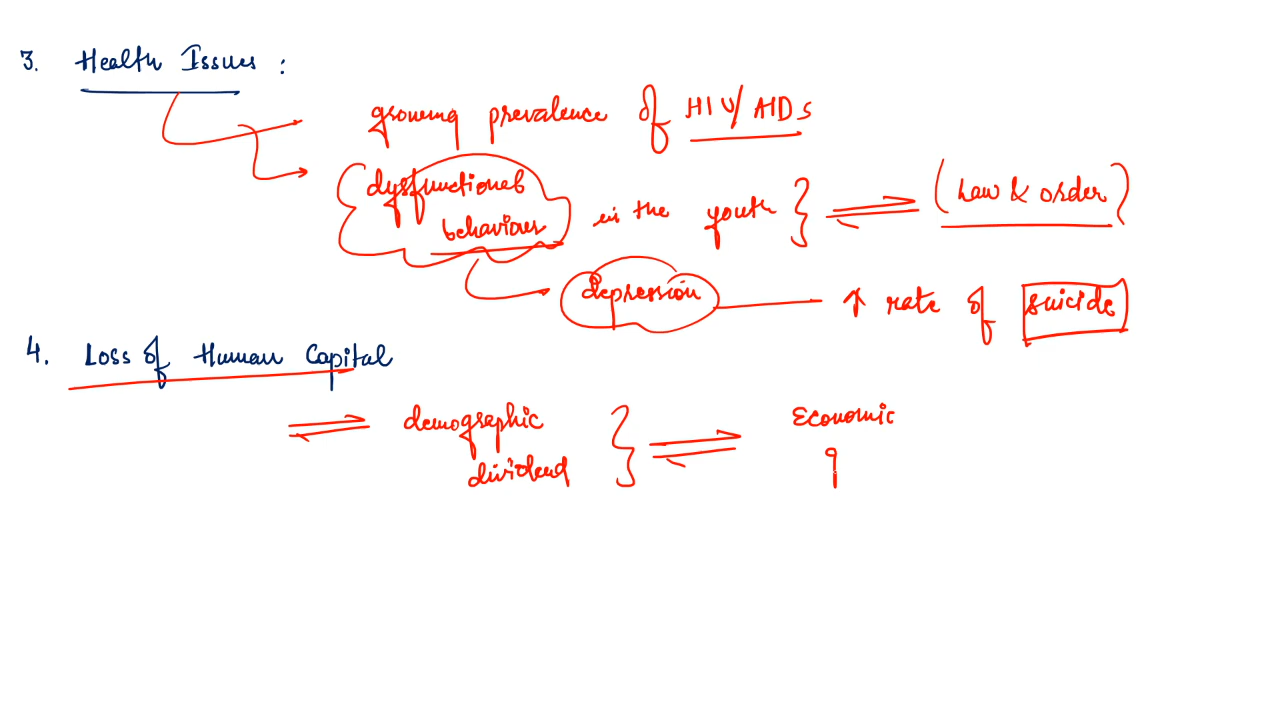 3. Health Issues :
growing prevalence of HIV/AIDS
dysfunctional
behaviour in the youth } (Law & order)
depression ↑ rate of suicide
4. Loss of Human Capital
demographic } Economic
dividend